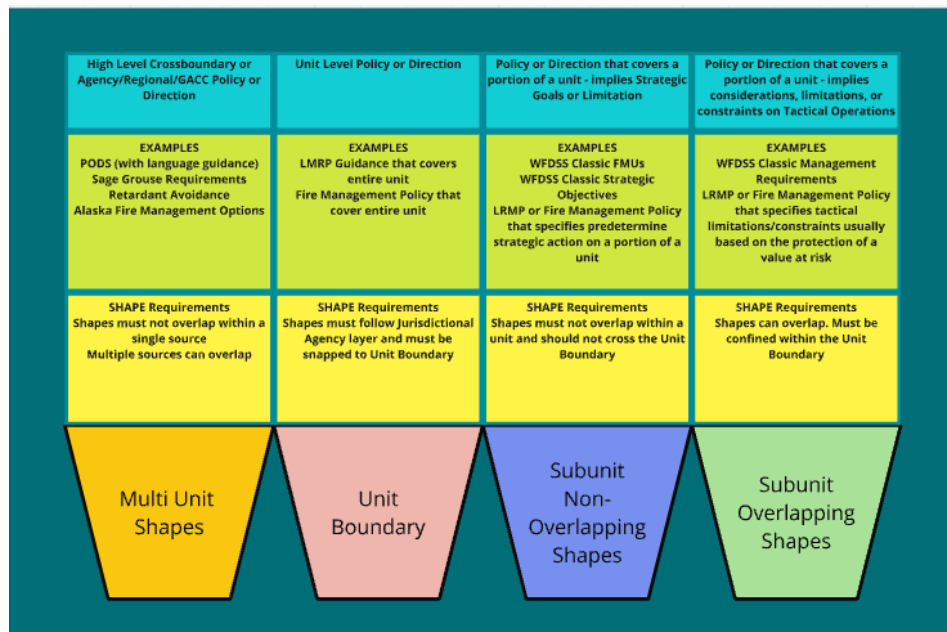 High Level Crossboundary or
Agency/Regional/GACC Policy or
Direction
Unit Level Policy or Direction
Policy or Direction that covers a
portion of a unit - implies Strategic
Goals or Limitation
Policy or Direction that covers a
portion of a unit - implies
considerations, limitations, or
constraints on Tactical Operations
EXAMPLES
PODS (with language guidance)
Sage Grouse Requirements
Retardant Avoidance
Alaska Fire Management Options
EXAMPLES
LMRP Guidance that covers
entire unit
Fire Management Policy that
cover entire unit
EXAMPLES
WFDSS Classic FMUs
WFDSS Classic Strategic
Objectives
LRMP or Fire Management Policy
that specifies predetermine
strategic action on a portion of a
unit
EXAMPLES
WFDSS Classic Management
Requirements
LRMP or Fire Management Policy
that specifies tactical
limitations/constraints usually
based on the protection of a
value at risk
SHAPE Requirements
Shapes must not overlap within a
single source
Multiple sources can overlap
SHAPE Requirements
Shapes must follow Jurisdictional
Agency layer and must be
snapped to Unit Boundary
SHAPE Requirements
Shapes must not overlap within a
unit and should not cross the Unit
Boundary
SHAPE Requirements
Shapes can overlap. Must be
confined within the Unit
Boundary
Multi Unit
Shapes
Unit
Boundary
Subunit
Non-
Overlapping
Shapes
Subunit
Overlapping
Shapes